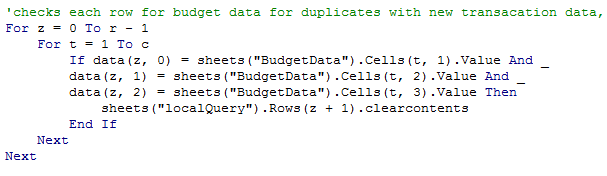 'checks each row for budget data for duplicates with new transacation data,
For z = 0 To r - 1
    For t = 1 To c
        If data(z, 0) = sheets("BudgetData").Cells(t, 1).Value And _
        data(z, 1) = sheets("BudgetData").Cells(t, 2).Value And _
        data(z, 2) = sheets("BudgetData").Cells(t, 3).Value Then
            sheets("localQuery").Rows(z + 1).clearcontents
        End If
    Next
Next